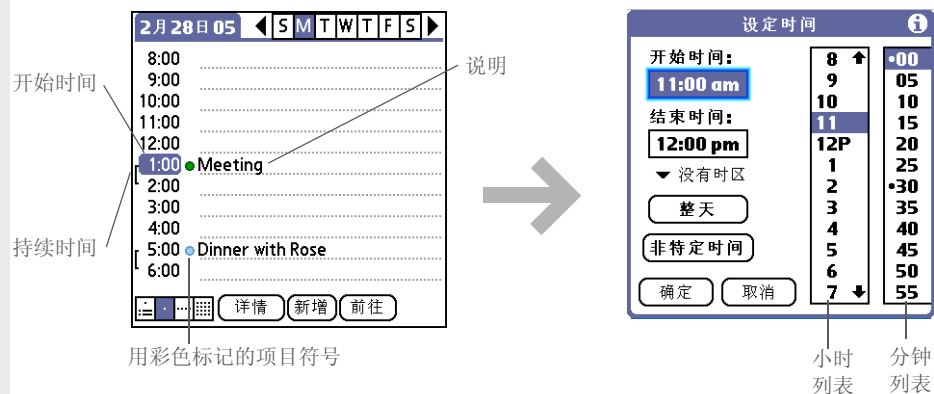 2月28日 05
S M T W T F S
8:00
9:00
10:00
11:00
12:00
1:00 Meeting
2:00
3:00
4:00
5:00 Dinner with Rose
6:00
详情 新增 前往
开始时间
持续时间
说明
用彩色标记的项目符号
设定时间
开始时间:
11:00 am
结束时间:
12:00 pm
没有时区
整天
非特定时间
确定 取消
8
9
10
11
12P
1
2
3
4
5
6
7
•00
05
10
15
20
25
•30
35
40
45
50
55
小时
列表
分钟
列表